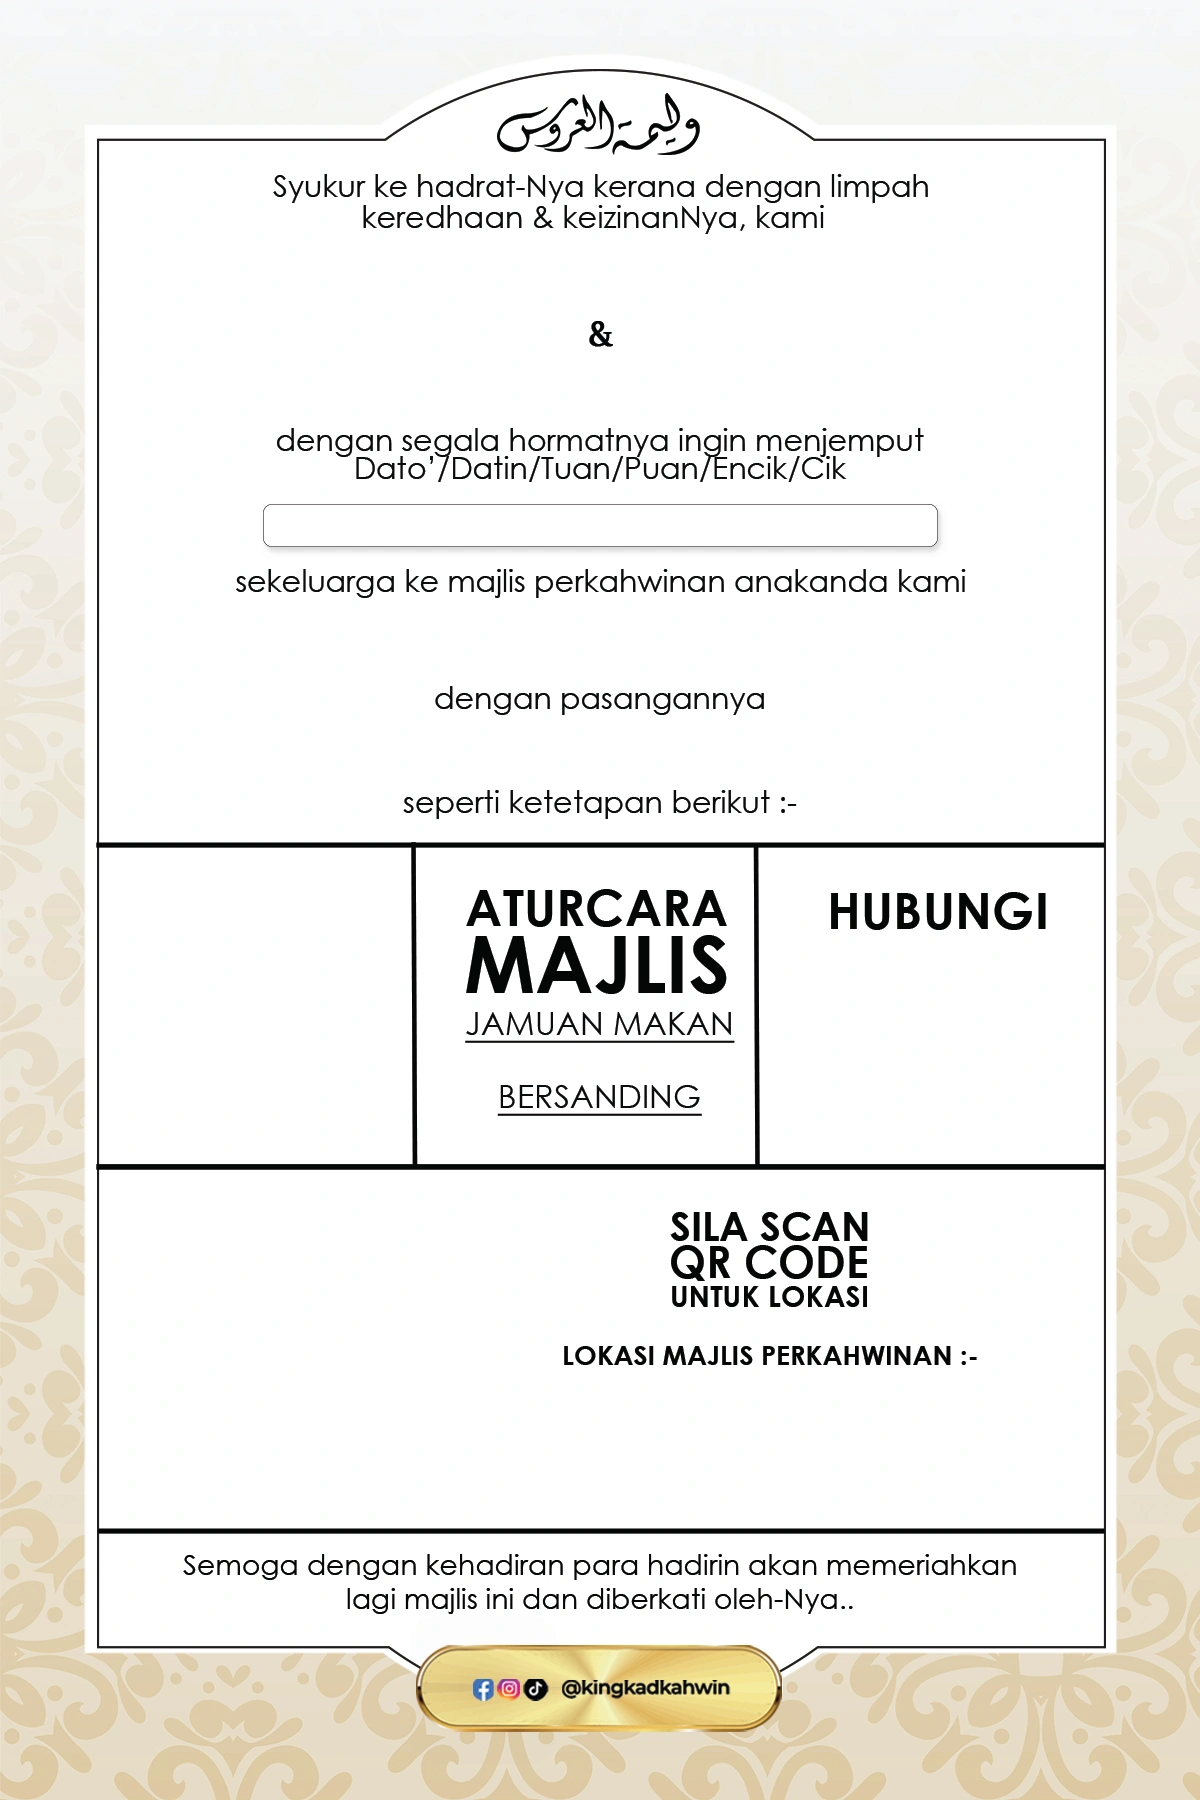 وليمة العروس
Syukur ke hadrat-Nya kerana dengan limpah
keredhaan & keizinanNya, kami
&
dengan segala hormatnya ingin menjemput
Dato’/Datin/Tuan/Puan/Encik/Cik
sekeluarga ke majlis perkahwinan anakanda kami
dengan pasangannya
seperti ketetapan berikut :-
ATURCARA
MAJLIS
JAMUAN MAKAN
BERSANDING
HUBUNGI
SILA SCAN
QR CODE
UNTUK LOKASI
LOKASI MAJLIS PERKAHWINAN :-
Semoga dengan kehadiran para hadirin akan memeriahkan
lagi majlis ini dan diberkati oleh-Nya..
@kingkadkahwin